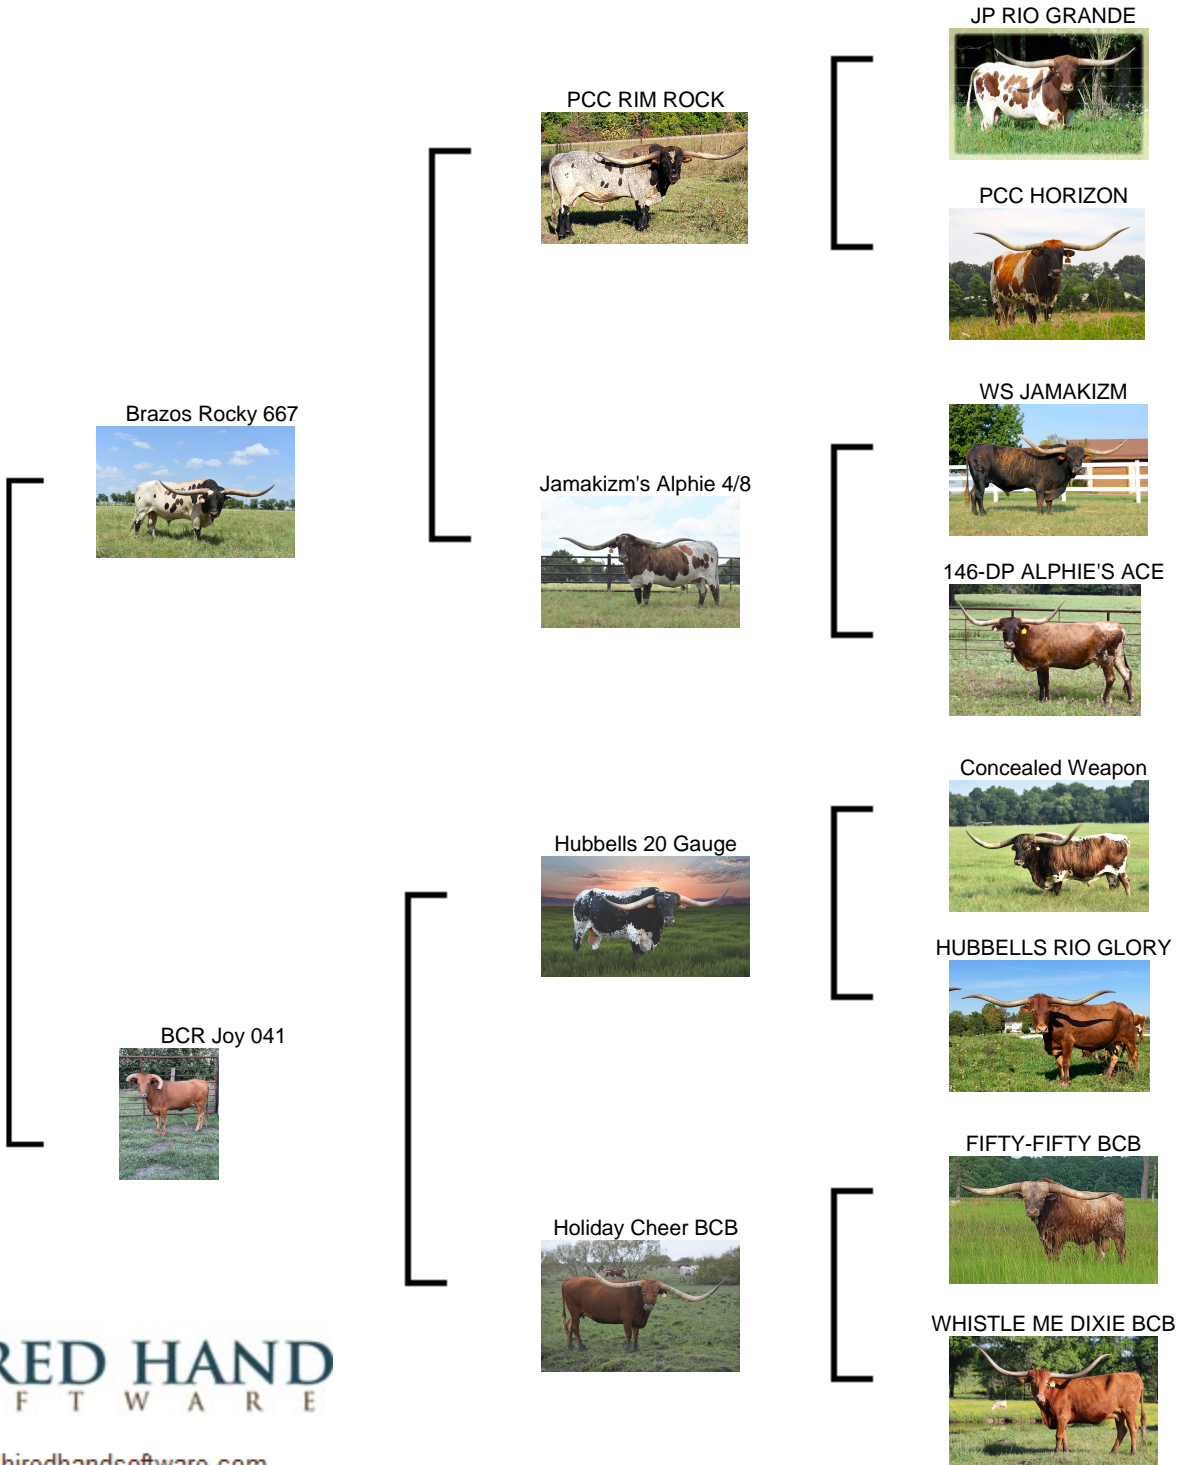 JP RIO GRANDE
PCC RIM ROCK
PCC HORIZON
WS JAMAKIZM
Brazos Rocky 667
Jamakizm's Alphie 4/8
146-DP ALPHIE'S ACE
Concealed Weapon
Hubbells 20 Gauge
HUBBELLS RIO GLORY
BCR Joy 041
FIFTY-FIFTY BCB
Holiday Cheer BCB
WHISTLE ME DIXIE BCB
RED HAND
F T W A R E
hiredhandsoftware.com